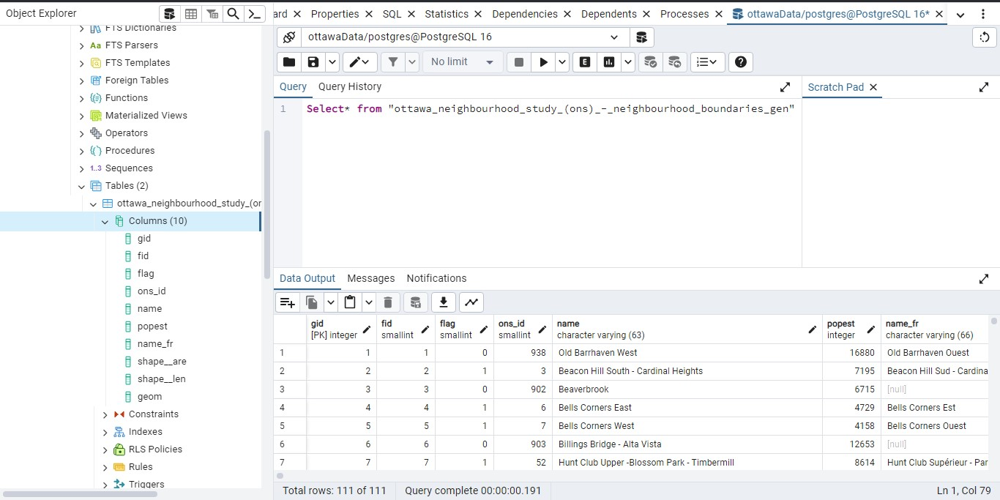 Object Explorer
ard Properties SQL Statistics Dependencies Dependents Processes ottawaData/postgres@PostgreSQL 16*
FTS Dictionaries
Aa FTS Parsers
FTS Templates
Foreign Tables
Functions
Materialized Views
Operators
Procedures
1..3 Sequences
Tables (2)
ottawa_neighbourhood_study_(or
Columns (10)
gid
fid
flag
ons_id
name
popest
name_fr
shape__are
shape__len
geom
Constraints
Indexes
RLS Policies
Rules
Triggers
ottawaData/postgres@PostgreSQL 16
No limit
E
Query Query History
Scratch Pad
1 Select* from "ottawa_neighbourhood_study_(ons)_-_neighbourhood_boundaries_gen"
Data Output Messages Notifications
gid fid flag ons_id name popest name_fr
[PK] integer smallint smallint smallint character varying (63) integer character varying (66)
1 1 1 0 938 Old Barrhaven West 16880 Old Barrhaven Ouest
2 2 2 1 3 Beacon Hill South - Cardinal Heights 7195 Beacon Hill Sud - Cardina
3 3 3 0 902 Beaverbrook 6715 [null]
4 4 4 1 6 Bells Corners East 4729 Bells Corners Est
5 5 5 1 7 Bells Corners West 4158 Bells Corners Ouest
6 6 6 0 903 Billings Bridge - Alta Vista 12653 [null]
7 7 7 1 52 Hunt Club Upper -Blossom Park - Timbermill 8614 Hunt Club Supérieur - Par
Total rows: 111 of 111 Query complete 00:00:00.191 Ln 1, Col 79